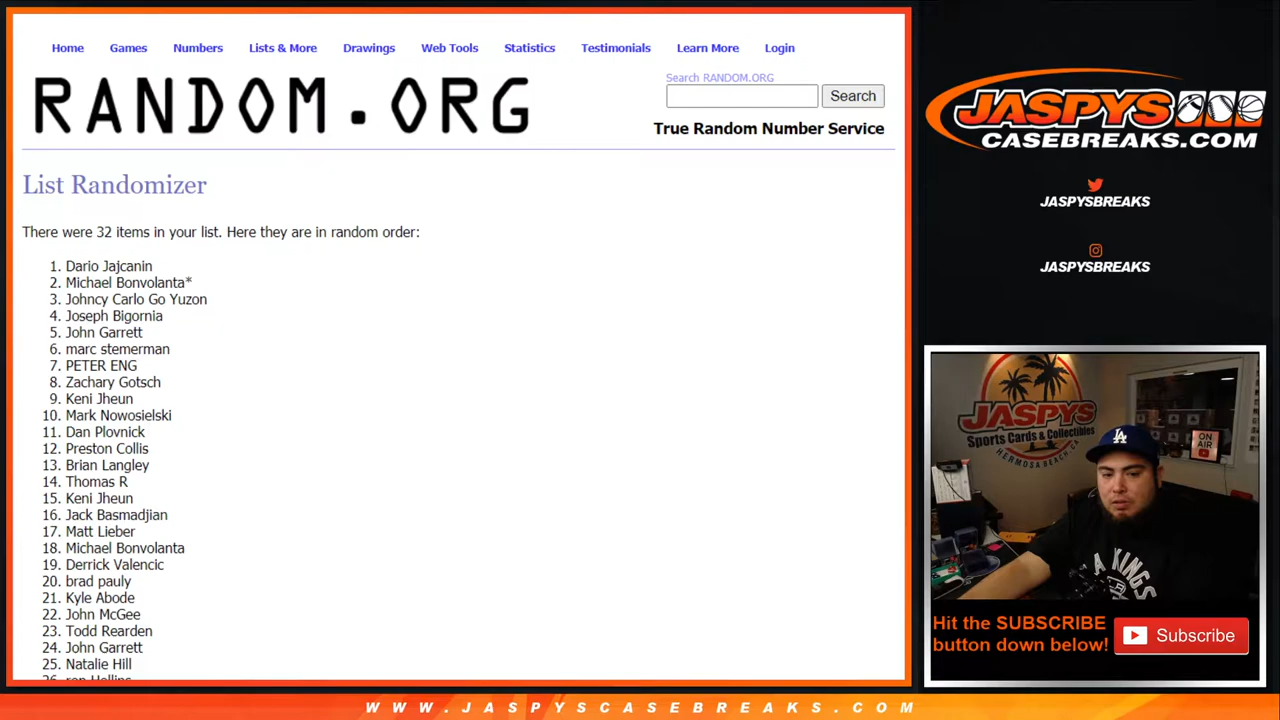 Home Games Numbers Lists & More Drawings Web Tools Statistics Testimonials Learn More Login
RANDOM.ORG
Search RANDOM.ORG
Search
True Random Number Service
List Randomizer
There were 32 items in your list. Here they are in random order:
1. Dario Jajcanin
2. Michael Bonvolanta*
3. Johncy Carlo Go Yuzon
4. Joseph Bigornia
5. John Garrett
6. marc stemerman
7. PETER ENG
8. Zachary Gotsch
9. Keni Jheun
10. Mark Nowosielski
11. Dan Plovnick
12. Preston Collis
13. Brian Langley
14. Thomas R
15. Keni Jheun
16. Jack Basmadjian
17. Matt Lieber
18. Michael Bonvolanta
19. Derrick Valencic
20. brad pauly
21. Kyle Abode
22. John McGee
23. Todd Rearden
24. John Garrett
25. Natalie Hill
26. ron Hollins
JASPYS
CASEBREAKS.COM
JASPYSBREAKS
JASPYSBREAKS
JASPYS
Sports Cards & Collectibles
HERMOSA BEACH, CA
ON
AIR
LA
LA KINGS
Hit the SUBSCRIBE
button down below!
Subscribe
WWW.JASPYSCASEBREAKS.COM